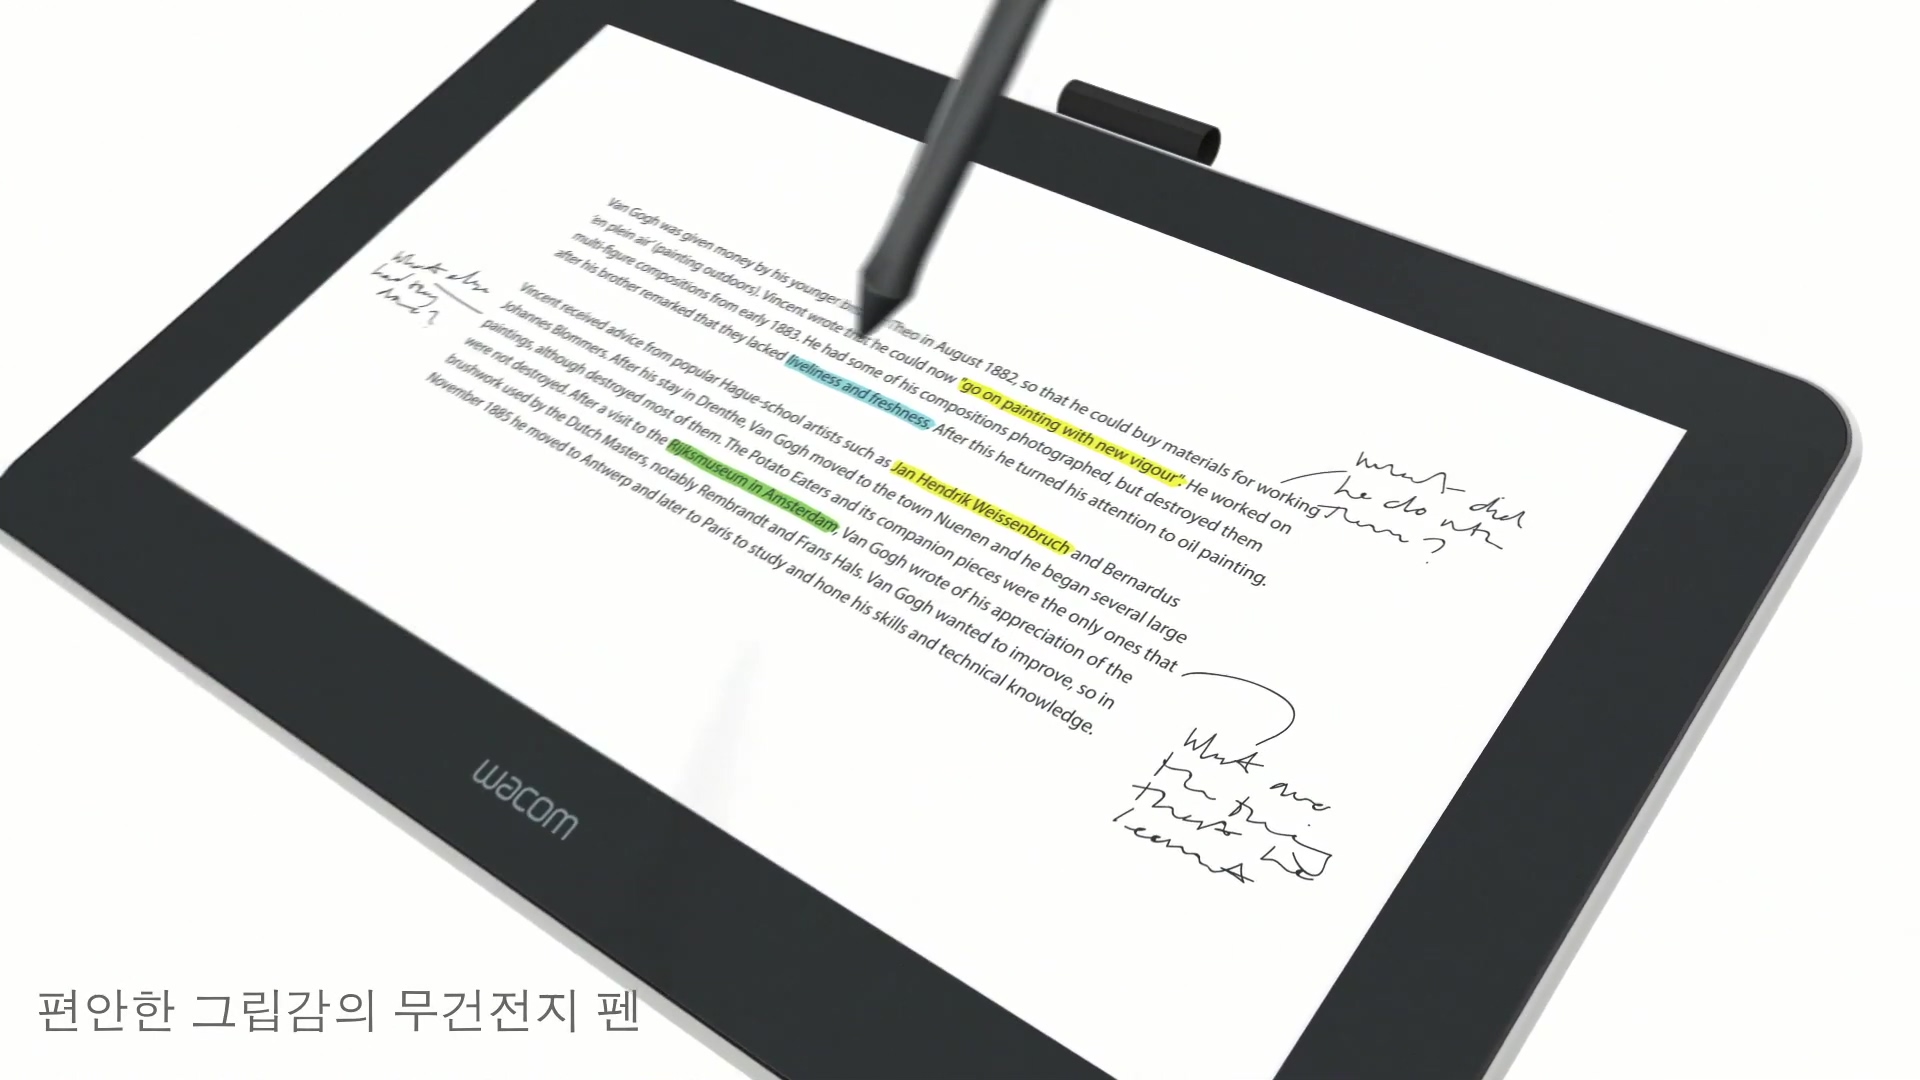 Van Gogh was given money by his younger Theo in August 1882, so that he could buy materials for working
'en plein air' (painting outdoors). Vincent wrote that he could now "go on painting with new vigour". He worked on
multi-figure compositions from early 1883. He had some of his compositions photographed, but destroyed them
after his brother remarked that they lacked liveliness and freshness. After this he turned his attention to oil painting.
Vincent received advice from popular Hague-school artists such as Jan Hendrik Weissenbruch and Bernardus
Johannes Blommers. After his stay in Drenthe, Van Gogh moved to the town Nuenen and he began several large
paintings, although destroyed most of them. The Potato Eaters and its companion pieces were the only ones that
were not destroyed. After a visit to the Rijksmuseum in Amsterdam, Van Gogh wrote of his appreciation of the
brushwork used by the Dutch Masters, notably Rembrandt and Frans Hals. Van Gogh wanted to improve, so in
November 1885 he moved to Antwerp and later to Paris to study and hone his skills and technical knowledge.
What else
had
what did
he do with
them?
What are
the
that he
learnt
wacom
편안한 그립감의 무건전지 펜